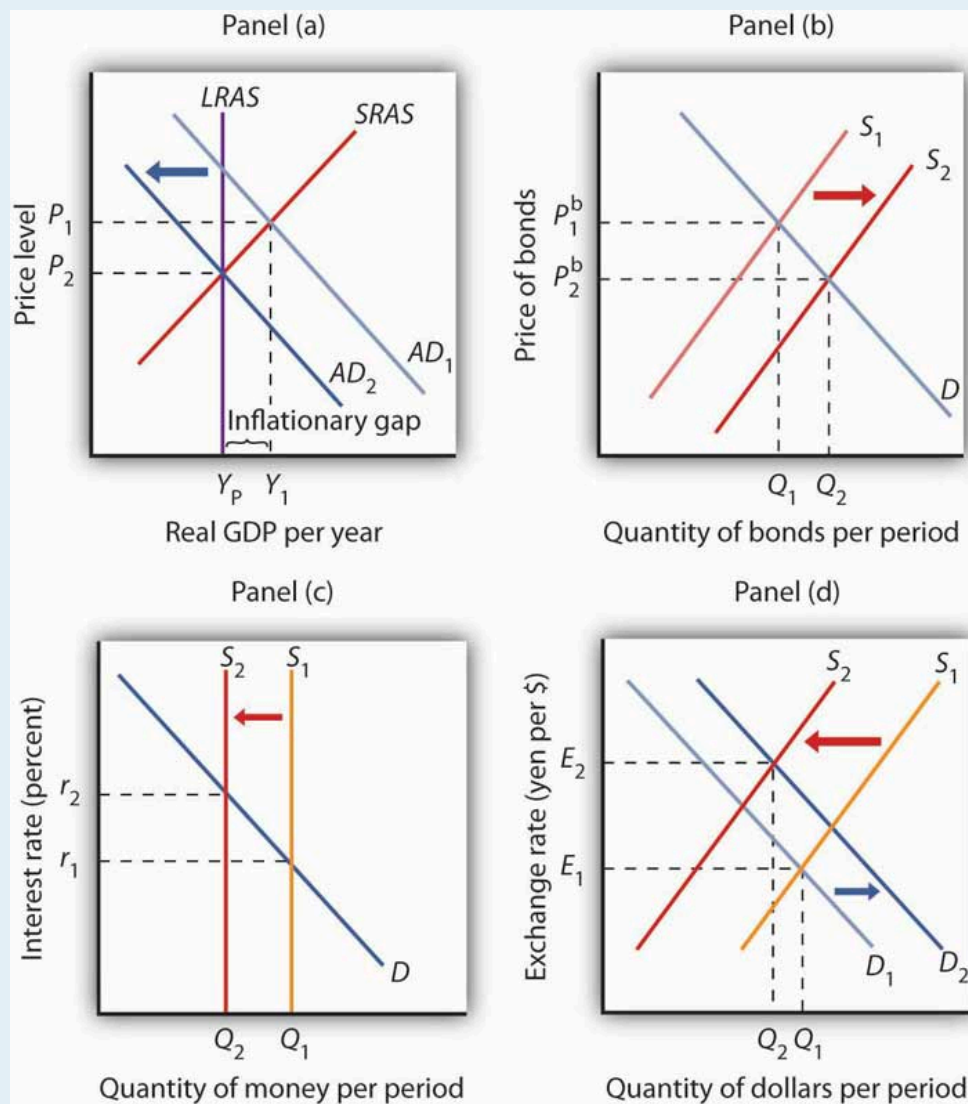 Panel (a)
LRAS
SRAS
P₁
P₂
Price level
AD₁
AD₂
Inflationary gap
Y_P
Y₁
Real GDP per year
Panel (b)
S₁
S₂
P₁ᵇ
P₂ᵇ
Price of bonds
D
Q₁
Q₂
Quantity of bonds per period
Panel (c)
S₂
S₁
r₂
r₁
Interest rate (percent)
D
Q₂
Q₁
Quantity of money per period
Panel (d)
S₂
S₁
E₂
E₁
Exchange rate (yen per $)
D₁
D₂
Q₂
Q₁
Quantity of dollars per period